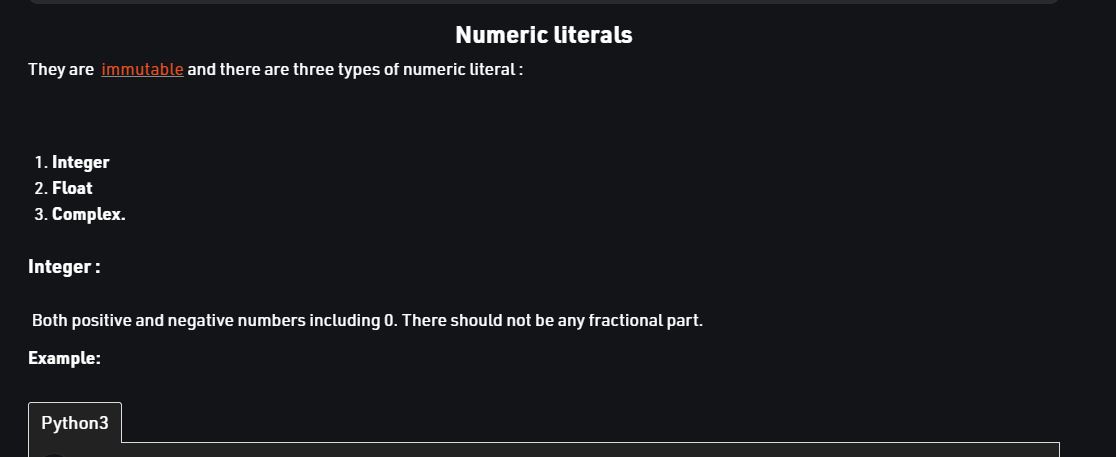 Numeric literals
They are immutable and there are three types of numeric literal :
1. Integer
2. Float
3. Complex.
Integer :
Both positive and negative numbers including 0. There should not be any fractional part.
Example:
Python3